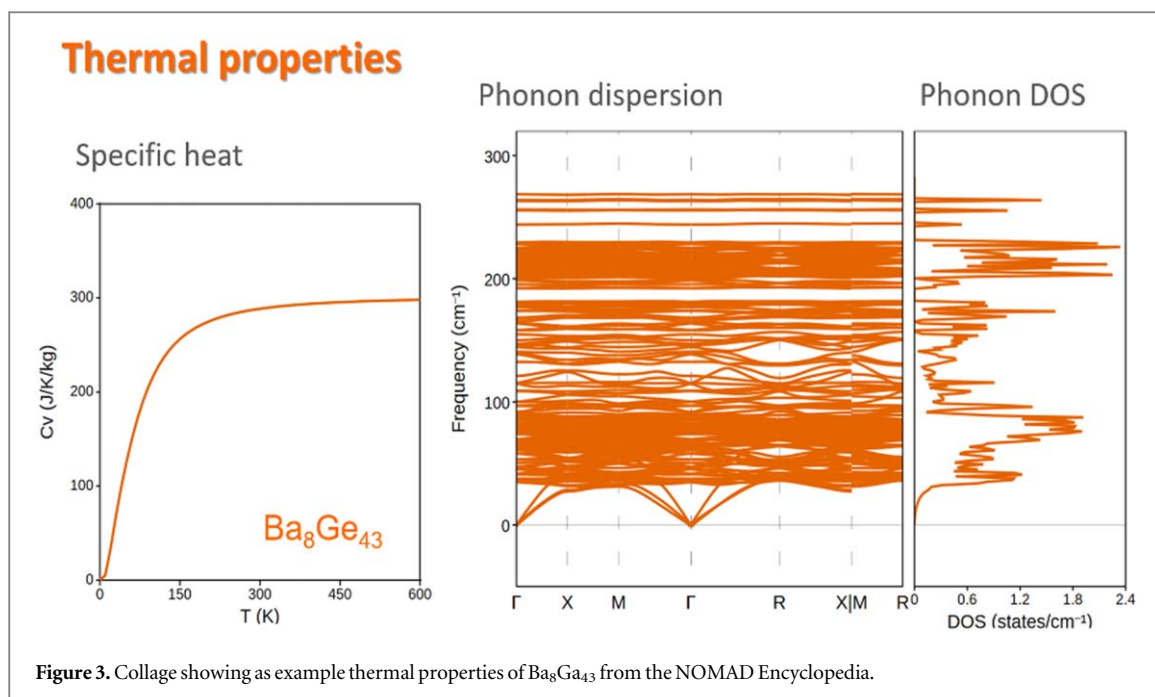 Thermal properties
Specific heat
Phonon dispersion
Phonon DOS
400
300
200
100
0
Cv (J/K/kg)
0 150 300 450 600
T (K)
Ba₈Ge₄₃
300
200
100
0
Frequency (cm⁻¹)
Γ X M Γ R X|M R
0 0.6 1.2 1.8 2.4
DOS (states/cm⁻¹)
Figure 3. Collage showing as example thermal properties of Ba₈Ga₄₃ from the NOMAD Encyclopedia.